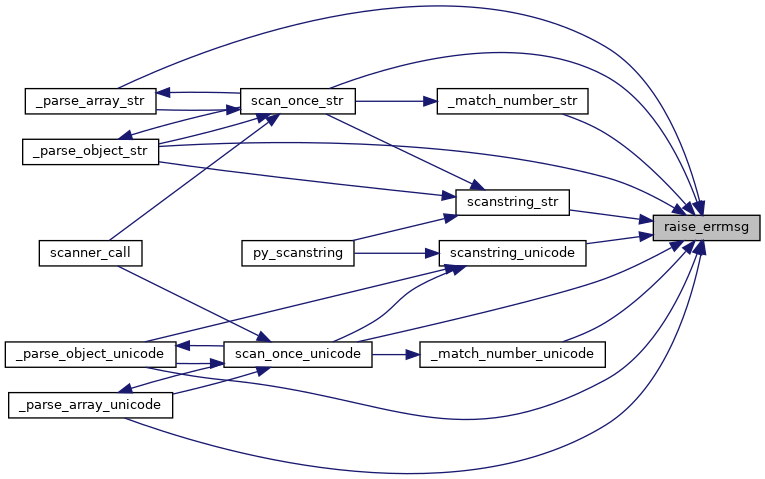 _parse_array_str
scan_once_str
_match_number_str
_parse_object_str
scanstring_str
raise_errmsg
scanner_call
py_scanstring
scanstring_unicode
_parse_object_unicode
scan_once_unicode
_match_number_unicode
_parse_array_unicode